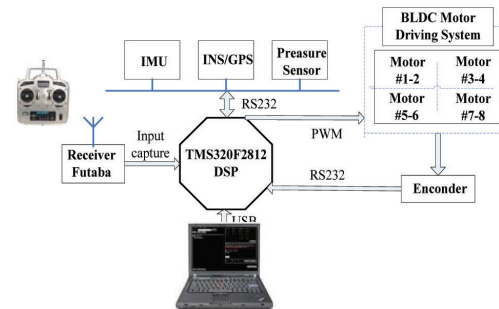 BLDC Motor
Driving System
IMU
INS/GPS
Preasure
Sensor
Motor
#1-2
Motor
#3-4
Motor
#5-6
Motor
#7-8
RS232
PWM
Input
capture
Receiver
Futaba
TMS320F2812
DSP
RS232
Enconder
USB